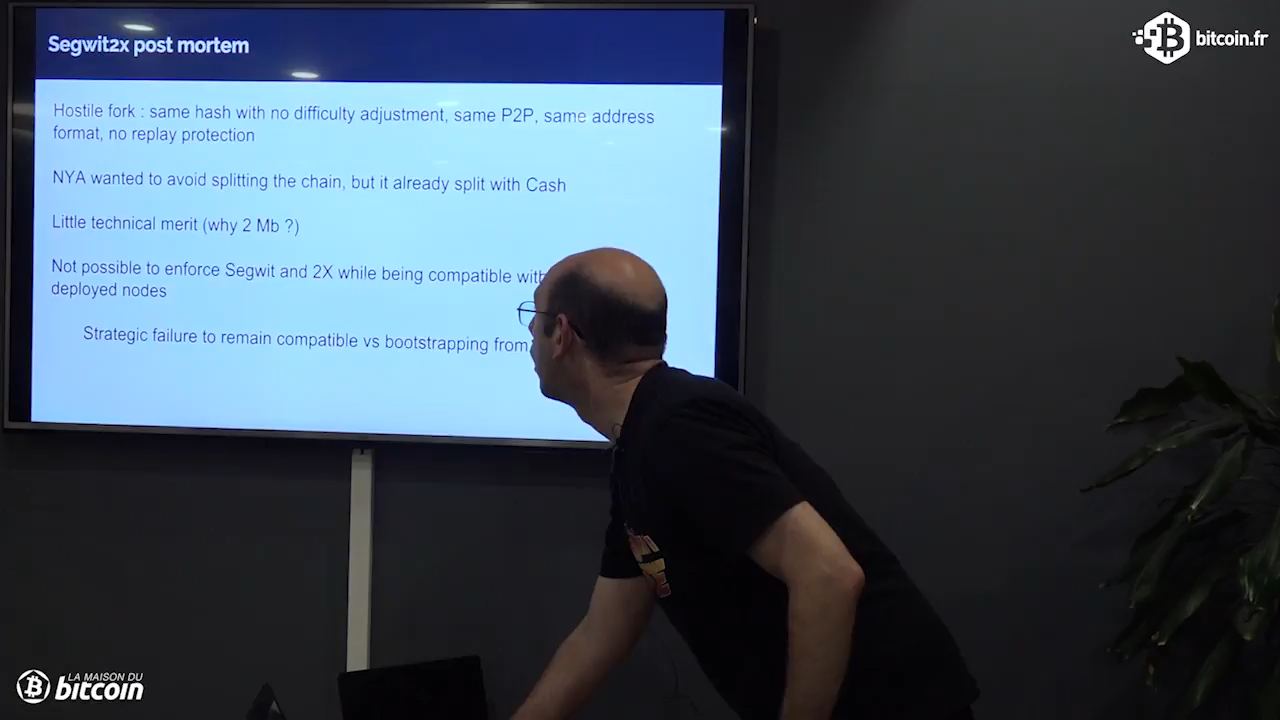 Segwit2x post mortem
Hostile fork : same hash with no difficulty adjustment, same P2P, same address
format, no replay protection
NYA wanted to avoid splitting the chain, but it already split with Cash
Little technical merit (why 2 Mb ?)
Not possible to enforce Segwit and 2X while being compatible with
deployed nodes
Strategic failure to remain compatible vs bootstrapping from
bitcoin.fr
LA MAISON DU
bitcoin